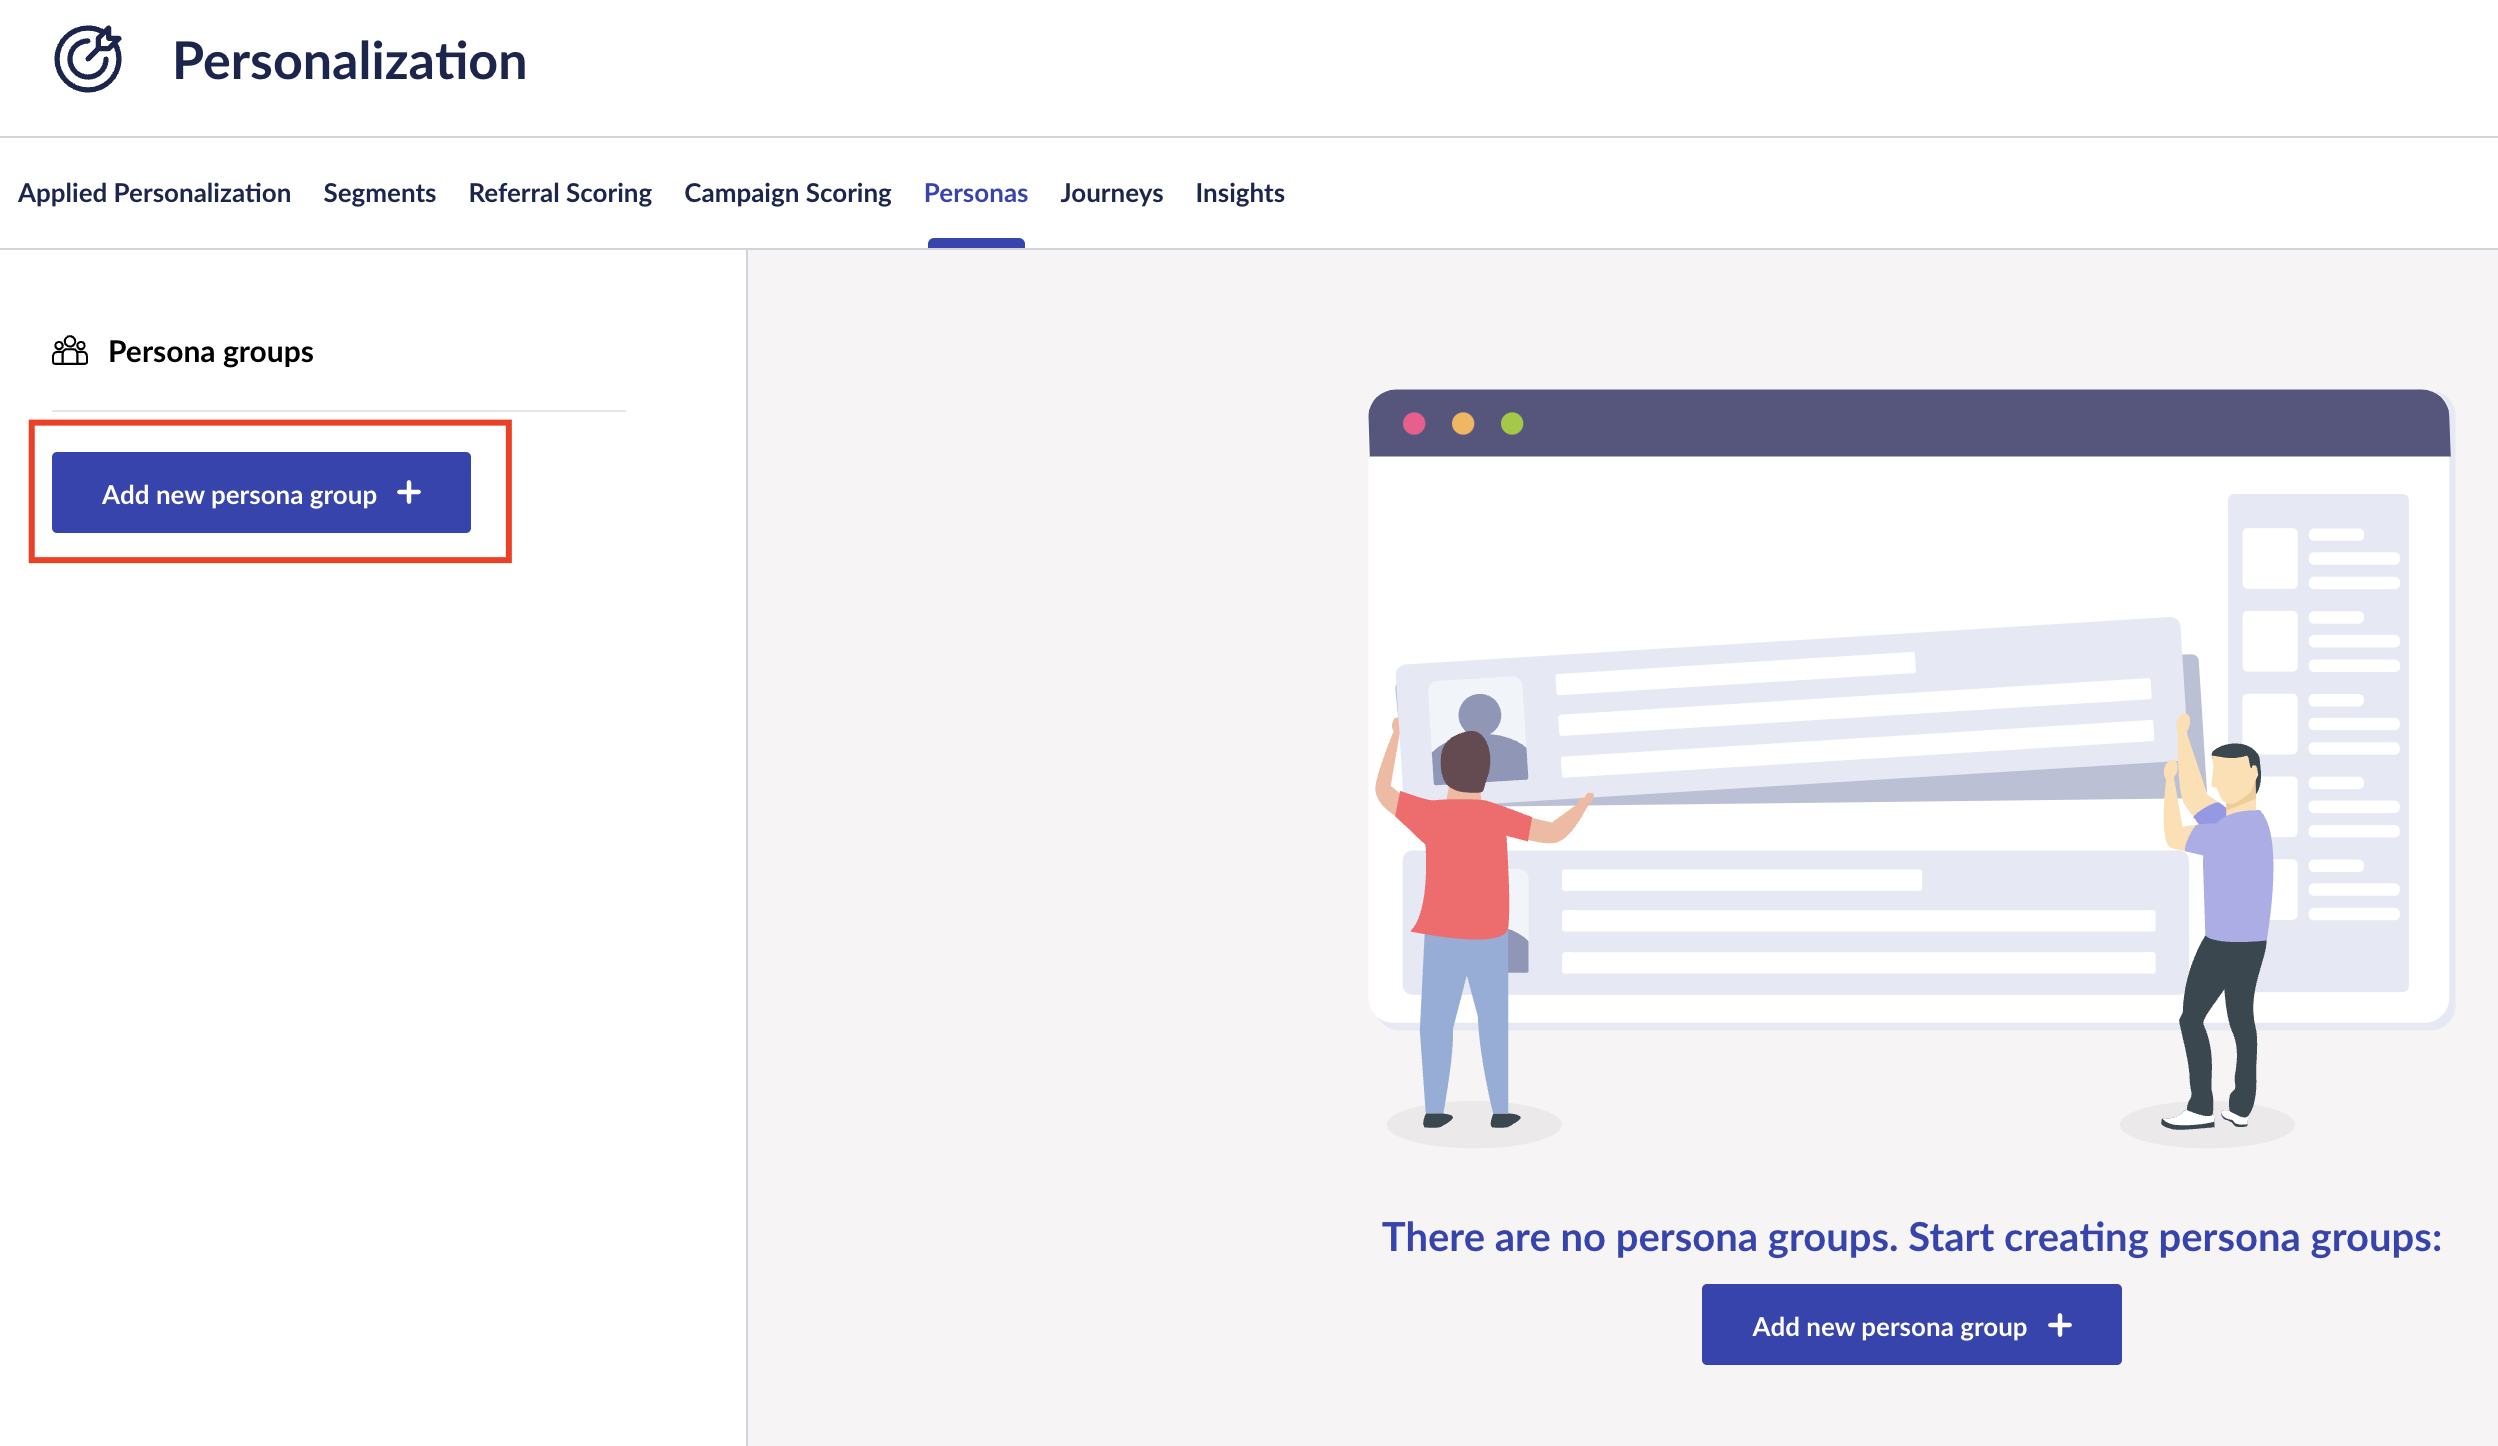 Personalization
Applied Personalization Segments Referral Scoring Campaign Scoring Personas Journeys Insights
Persona groups
Add new persona group +
There are no persona groups. Start creating persona groups:
Add new persona group +